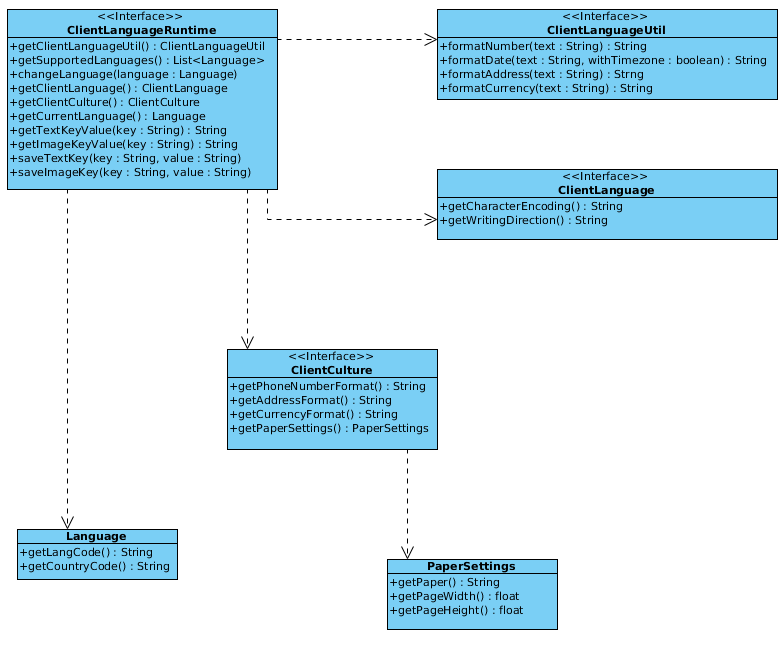 <<Interface>>
ClientLanguageRuntime
+getClientLanguageUtil() : ClientLanguageUtil
+getSupportedLanguages() : List<Language>
+changeLanguage(language : Language)
+getClientLanguage() : ClientLanguage
+getClientCulture() : ClientCulture
+getCurrentLanguage() : Language
+getTextKeyValue(key : String) : String
+getImageKeyValue(key : String) : String
+saveTextKey(key : String, value : String)
+saveImageKey(key : String, value : String)
<<Interface>>
ClientLanguageUtil
+formatNumber(text : String) : String
+formatDate(text : String, withTimezone : boolean) : String
+formatAddress(text : String) : Strng
+formatCurrency(text : String) : String
<<Interface>>
ClientLanguage
+getCharacterEncoding() : String
+getWritingDirection() : String
<<Interface>>
ClientCulture
+getPhoneNumberFormat() : String
+getAddressFormat() : String
+getCurrencyFormat() : String
+getPaperSettings() : PaperSettings
Language
+getLangCode() : String
+getCountryCode() : String
PaperSettings
+getPaper() : String
+getPageWidth() : float
+getPageHeight() : float